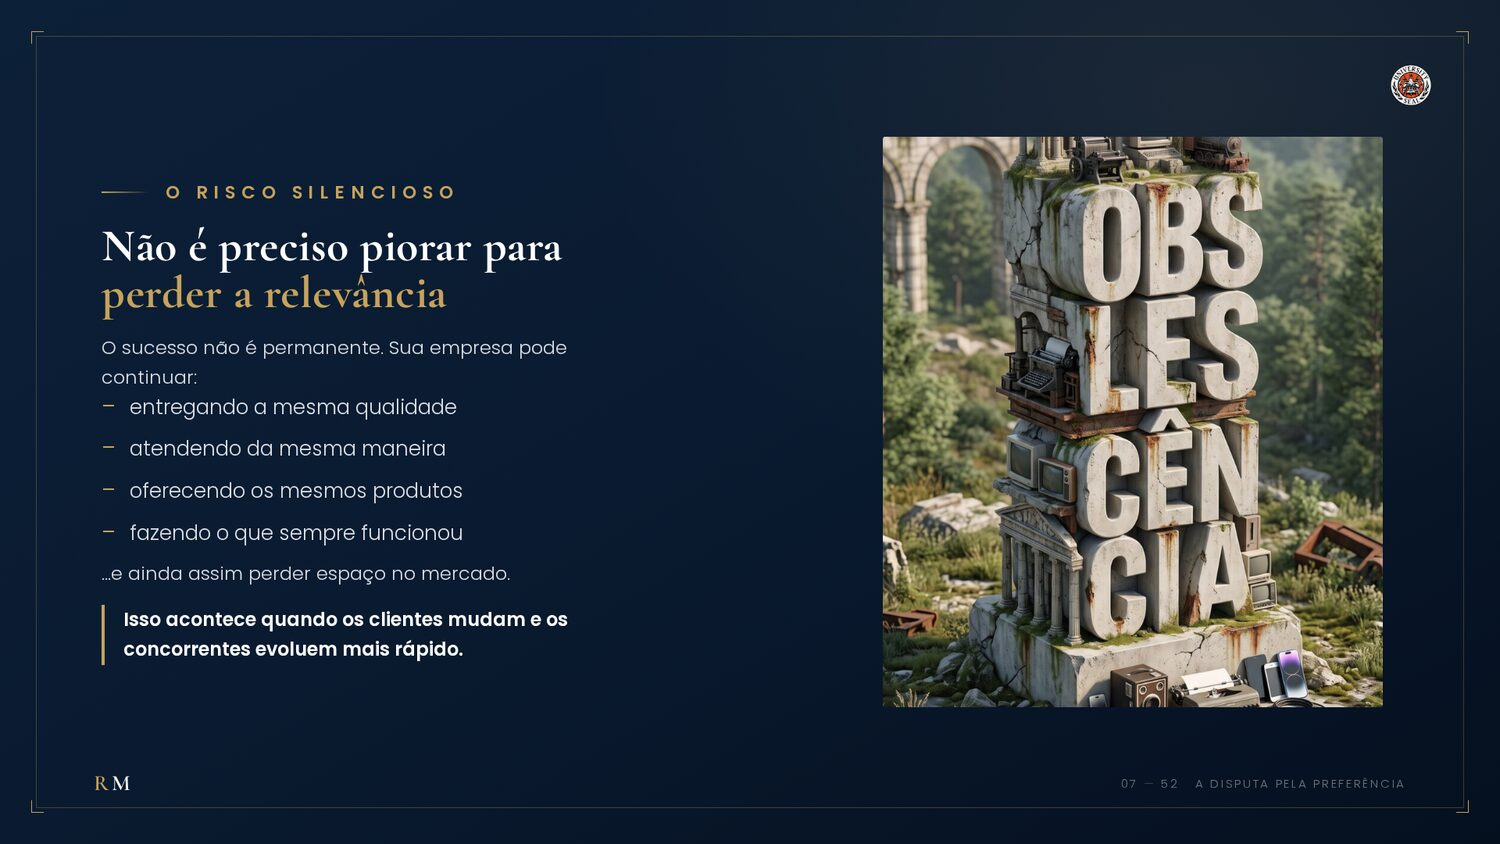 O RISCO SILENCIOSO
Não é preciso piorar para
perder a relevância
O sucesso não é permanente. Sua empresa pode
continuar:
– entregando a mesma qualidade
– atendendo da mesma maneira
– oferecendo os mesmos produtos
– fazendo o que sempre funcionou
...e ainda assim perder espaço no mercado.
Isso acontece quando os clientes mudam e os
concorrentes evoluem mais rápido.
OBS
LES
CÊN
CIA
RM
07 — 52 A DISPUTA PELA PREFERÊNCIA